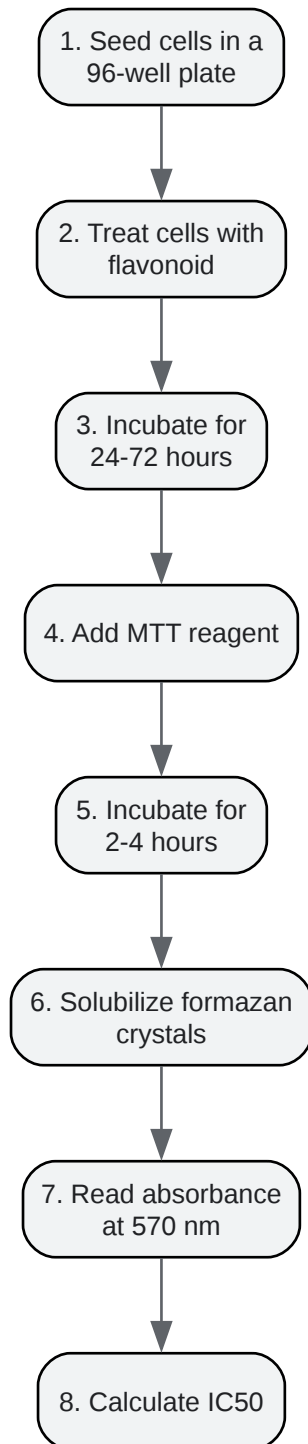 1. Seed cells in a
96-well plate
2. Treat cells with
flavonoid
3. Incubate for
24-72 hours
4. Add MTT reagent
5. Incubate for
2-4 hours
6. Solubilize formazan
crystals
7. Read absorbance
at 570 nm
8. Calculate IC50